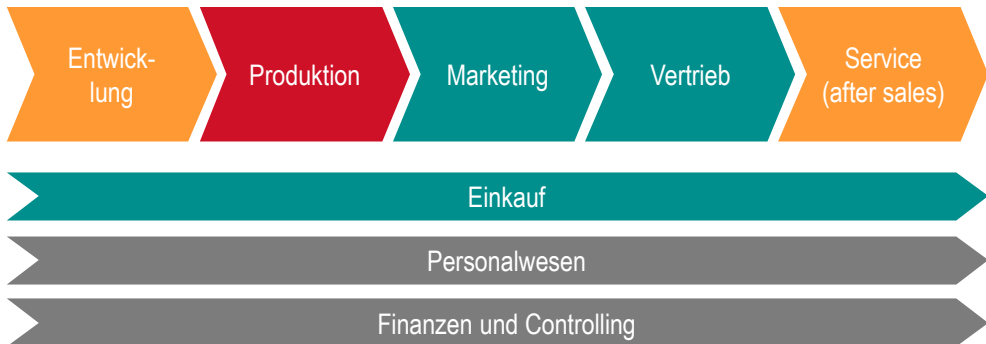 Entwick-
lung
Produktion
Marketing
Vertrieb
Service
(after sales)
Einkauf
Personalwesen
Finanzen und Controlling